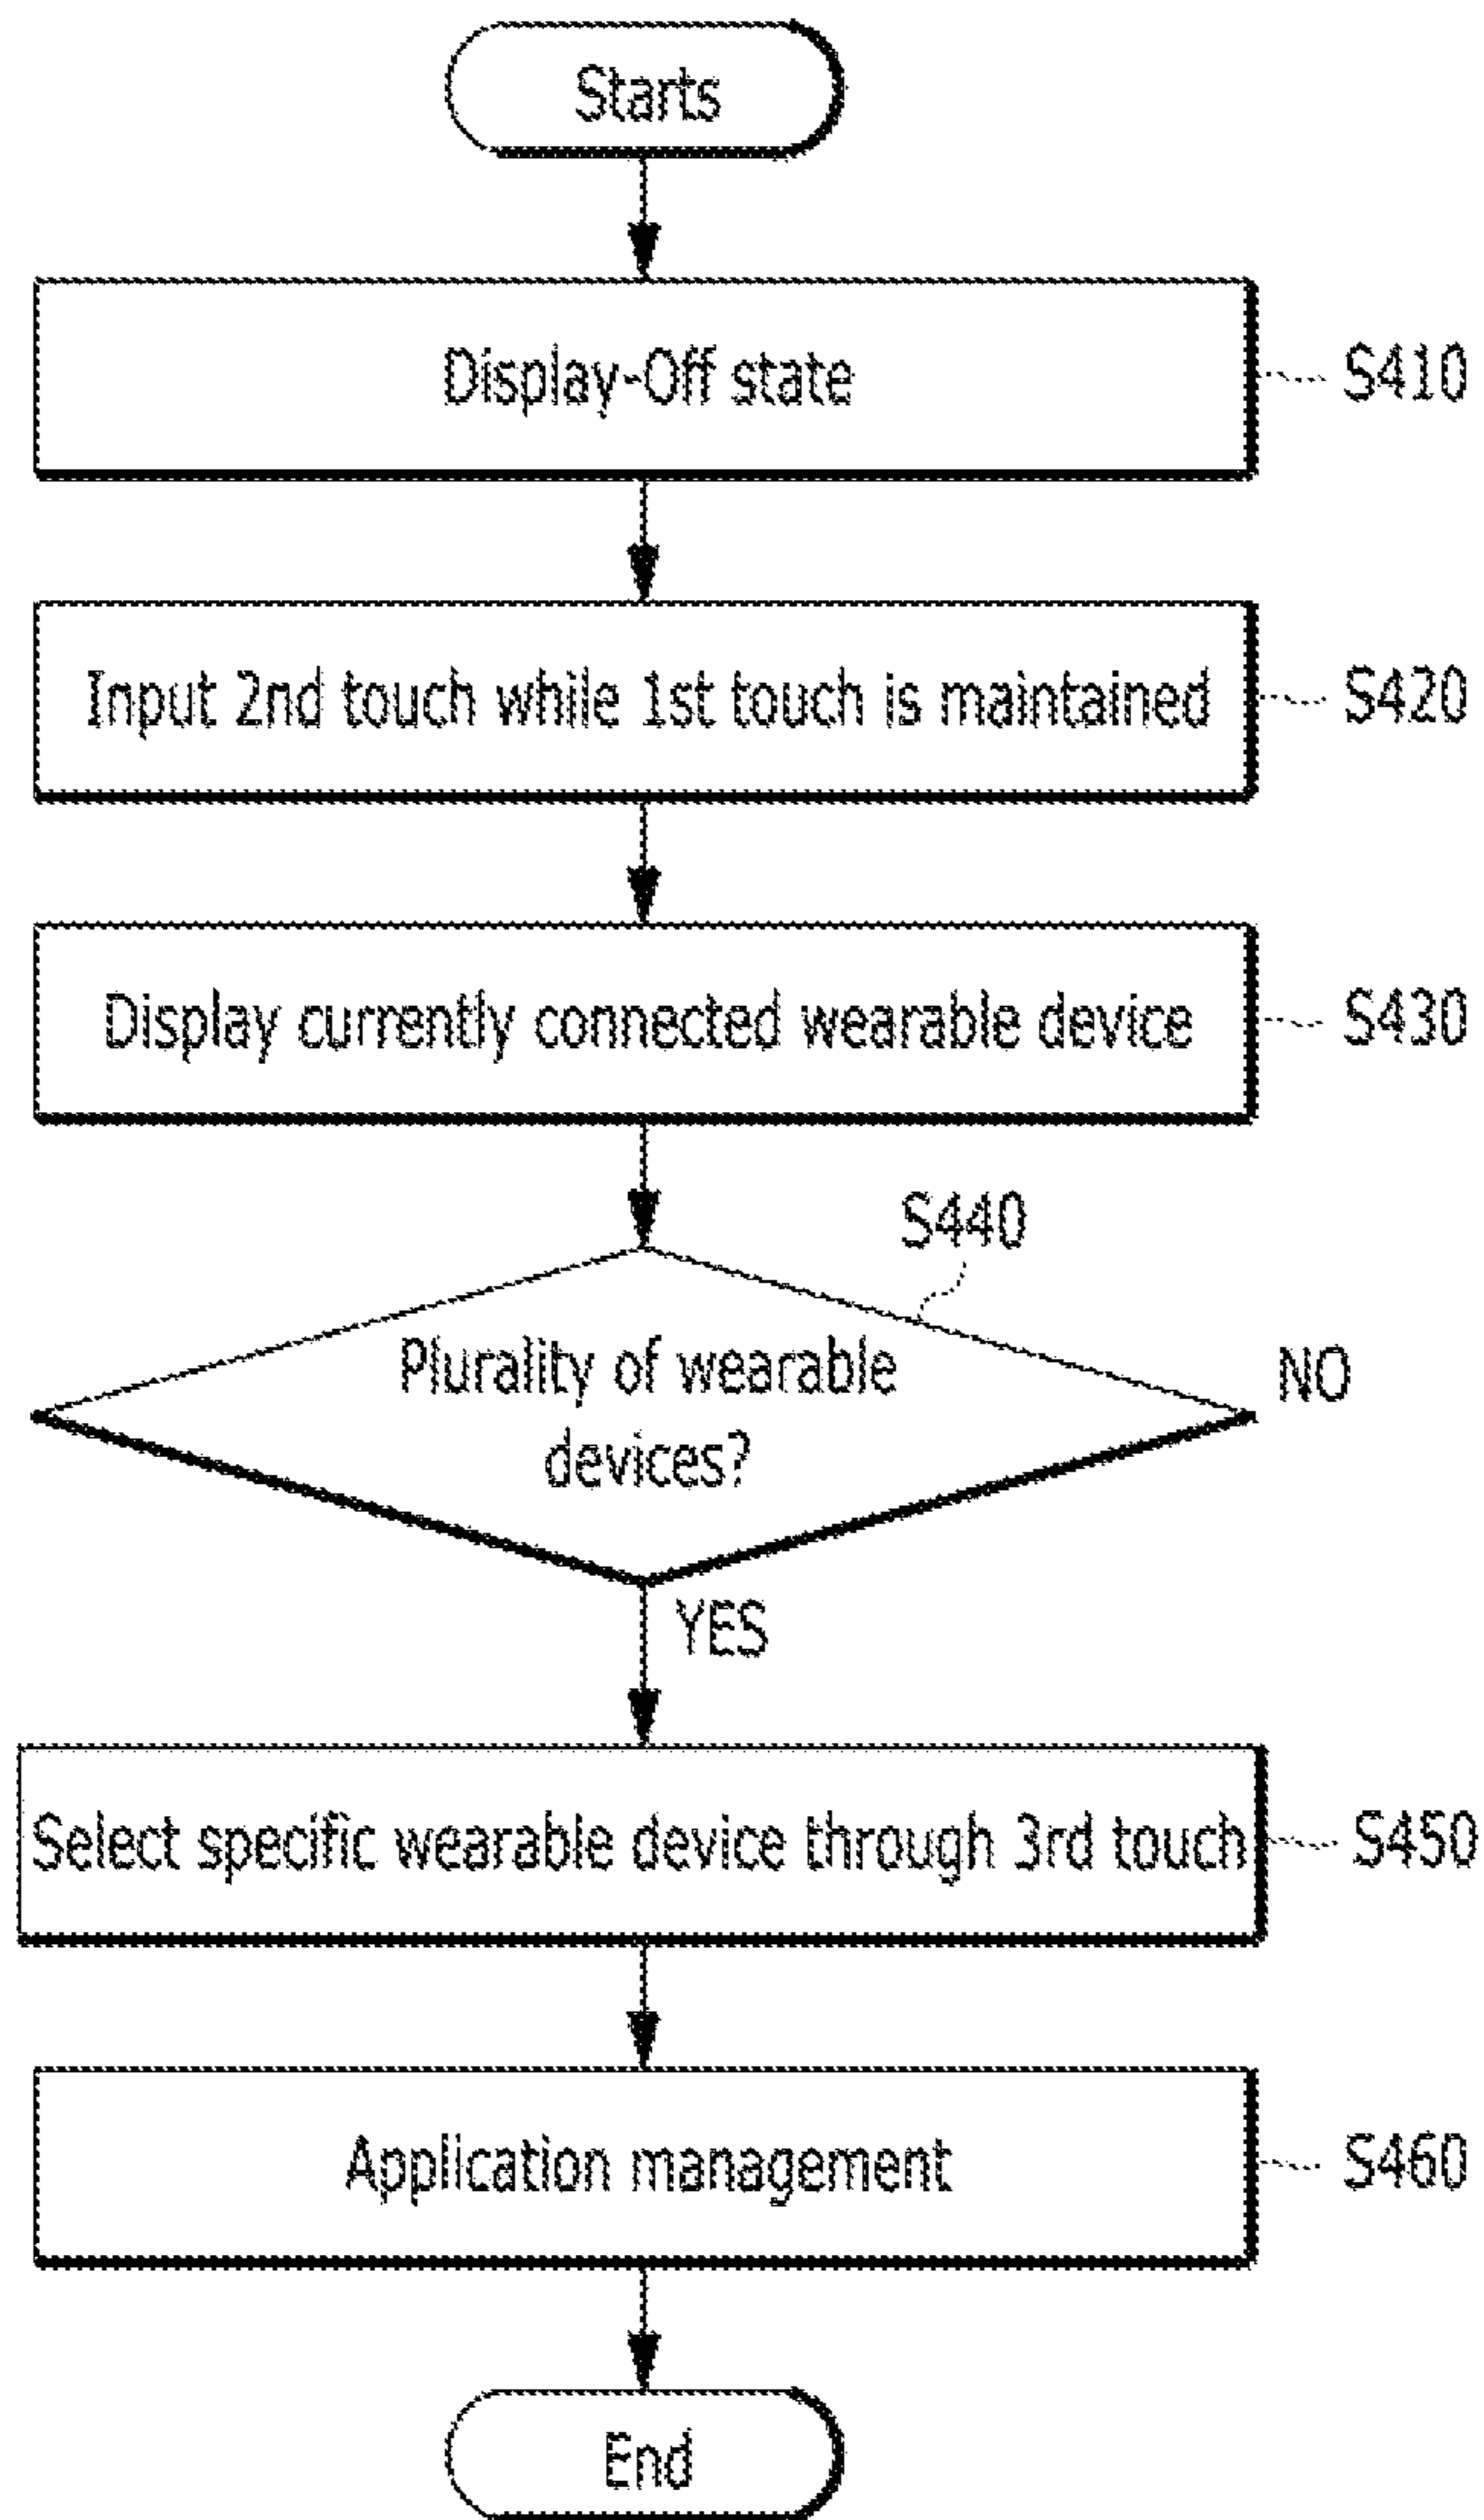 Starts
Display-Off state
S410
Input 2nd touch while 1st touch is maintained
S420
Display currently connected wearable device
S430
S440
Plurality of wearable
devices?
NO
YES
Select specific wearable device through 3rd touch
S450
Application management
S460
End